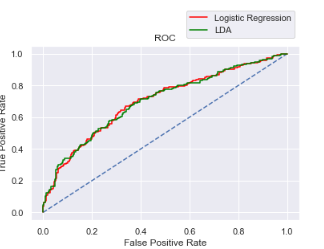 Logistic Regression
LDA
ROC
1.0
0.8
0.6
0.4
0.2
0.0
True Positive Rate
0.0 0.2 0.4 0.6 0.8 1.0
False Positive Rate